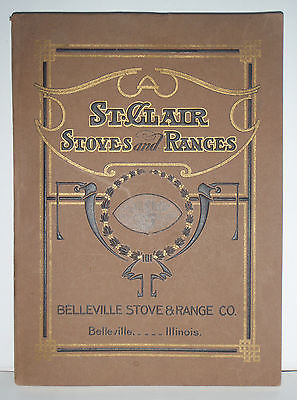 ST. CLAIR
STOVES and RANGES
BELLEVILLE STOVE & RANGE CO.
Belleville.....Illinois.